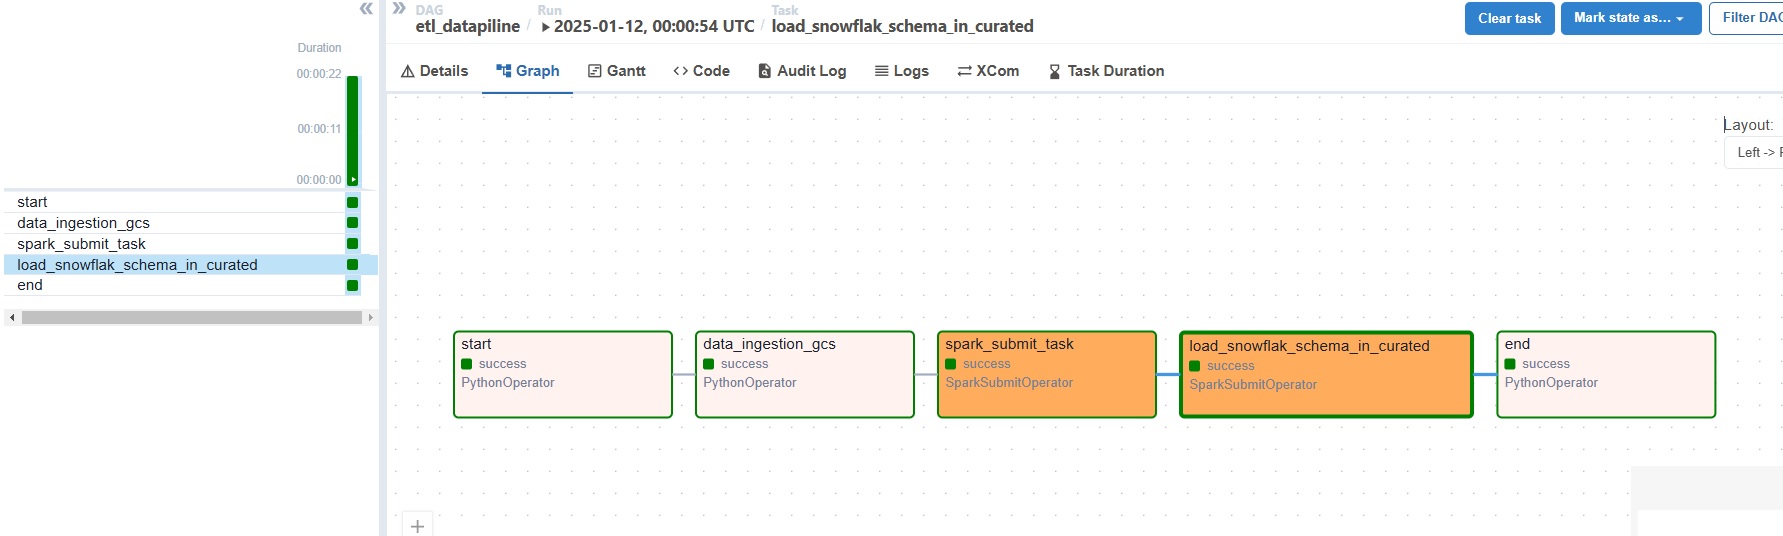 DAG
etl_datapiline
/
Run
2025-01-12, 00:00:54 UTC
/
Task
load_snowflak_schema_in_curated
Clear task
Mark state as...
Filter DAG
Duration
00:00:22
00:00:11
00:00:00
start
data_ingestion_gcs
spark_submit_task
load_snowflak_schema_in_curated
end
Details
Graph
Gantt
Code
Audit Log
Logs
XCom
Task Duration
Layout:
Left ->
start
success
PythonOperator
data_ingestion_gcs
success
PythonOperator
spark_submit_task
success
SparkSubmitOperator
load_snowflak_schema_in_curated
success
SparkSubmitOperator
end
success
PythonOperator